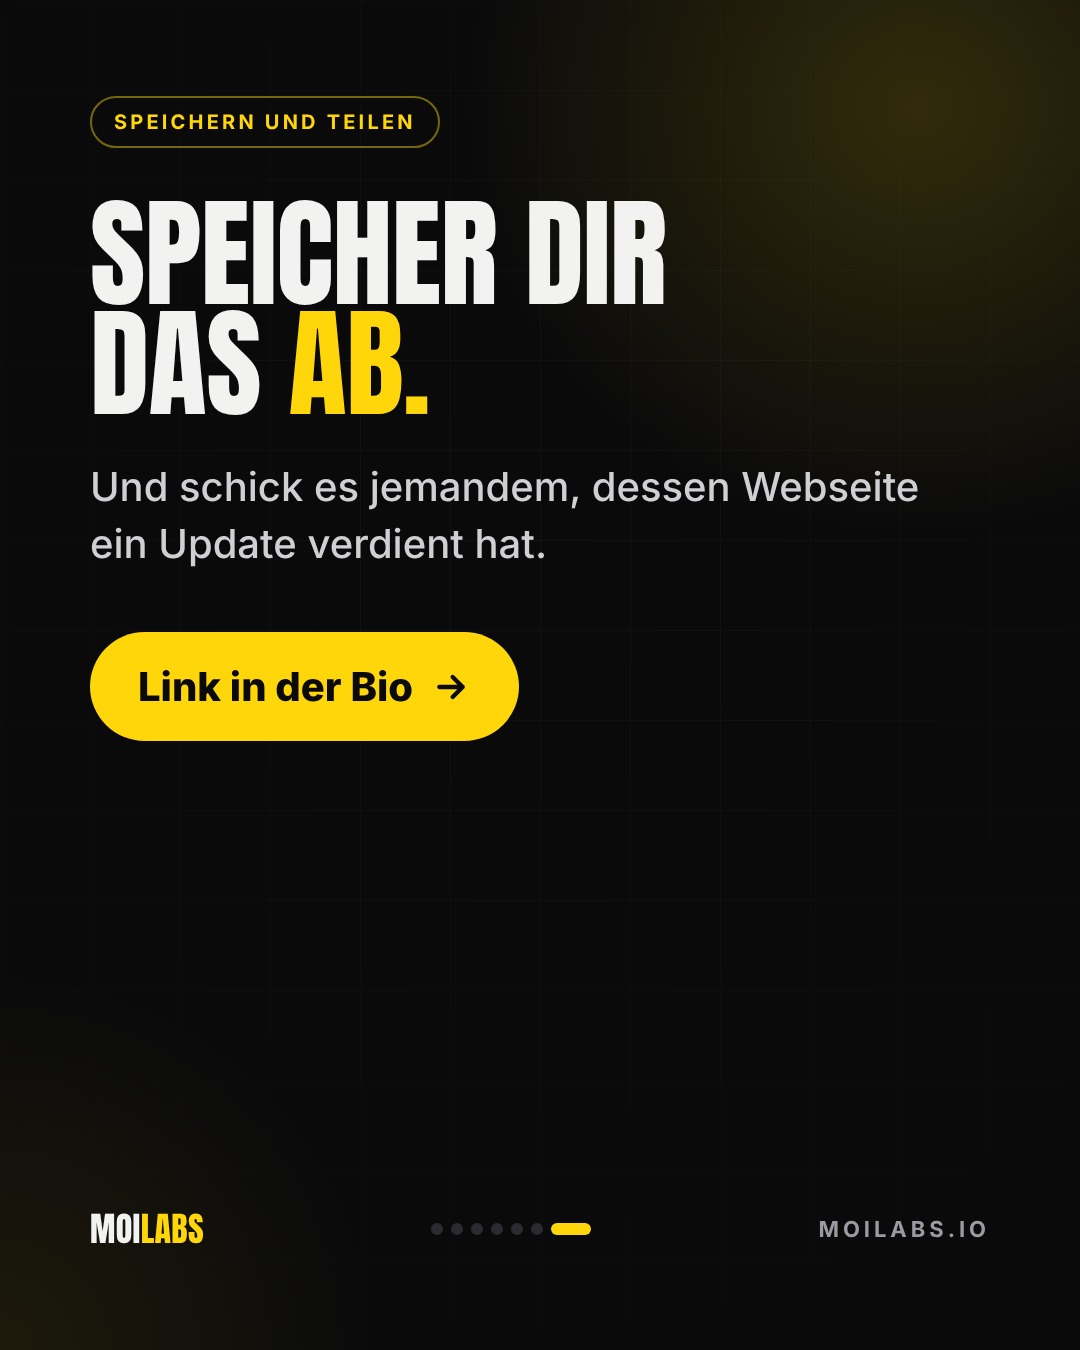 SPEICHERN UND TEILEN
SPEICHER DIR
DAS AB.
Und schick es jemandem, dessen Webseite
ein Update verdient hat.
Link in der Bio →
MOILABS
MOILABS.IO